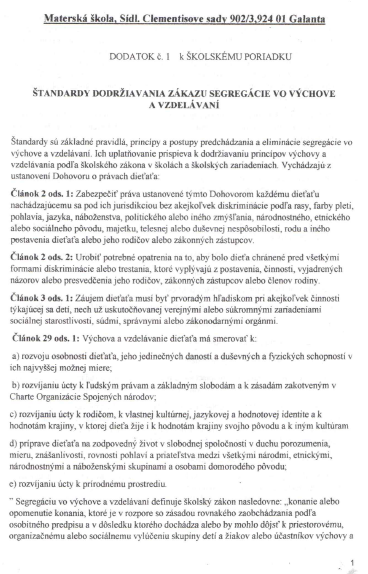 Materská škola, Sídl. Clementisove sady 902/3,924 01 Galanta
DODATOK č. 1 k ŠKOLSKÉMU PORIADKU
ŠTANDARDY DODRŽIAVANIA ZÁKAZU SEGREGÁCIE VO VÝCHOVE
A VZDELÁVANÍ
Štandardy sú základné pravidlá, princípy a postupy predchádzania a eliminácie segregácie vo
výchove a vzdelávaní. Ich uplatňovanie prispieva k dodržiavaniu princípov výchovy a
vzdelávania podľa školského zákona v školách a školských zariadeniach. Vychádzajú z
ustanovení Dohovoru o právach dieťaťa:
Článok 2 ods. 1: Zabezpečiť práva ustanovené týmto Dohovorom každému dieťaťu
nachádzajúcemu sa pod ich jurisdikciou bez akejkoľvek diskriminácie podľa rasy, farby pleti,
pohlavia, jazyka, náboženstva, politického alebo iného zmýšľania, národnostného, etnického
alebo sociálneho pôvodu, majetku, telesnej alebo duševnej nespôsobilosti, rodu a iného
postavenia dieťaťa alebo jeho rodičov alebo zákonných zástupcov.
Článok 2 ods. 2: Urobiť potrebné opatrenia na to, aby bolo dieťa chránené pred všetkými
formami diskriminácie alebo trestania, ktoré vyplývajú z postavenia, činnosti, vyjadrených
názorov alebo presvedčenia jeho rodičov, zákonných zástupcov alebo členov rodiny.
Článok 3 ods. 1: Záujem dieťaťa musí byť prvoradým hľadiskom pri akejkoľvek činnosti
týkajúcej sa detí, nech už uskutočňovanej verejnými alebo súkromnými zariadeniami
sociálnej starostlivosti, súdmi, správnymi alebo zákonodarnými orgánmi.
Článok 29 ods. 1: Výchova a vzdelávanie dieťaťa má smerovať k:
a) rozvoju osobnosti dieťaťa, jeho jedinečných daností a duševných a fyzických schopností v
ich najvyššej možnej miere;
b) rozvíjaniu úcty k ľudským právam a základným slobodám a k zásadám zakotveným v
Charte Organizácie Spojených národov;
c) rozvíjaniu úcty k rodičom, k vlastnej kultúrnej, jazykovej a hodnotovej identite a k
hodnotám krajiny, v ktorej dieťa žije i k hodnotám krajiny svojho pôvodu a k iným kultúram
d) príprave dieťaťa na zodpovedný život v slobodnej spoločnosti v duchu porozumenia,
mieru, znášanlivosti, rovnosti pohlaví a priateľstva medzi všetkými národmi, etnickými,
národnostnými a náboženskými skupinami a osobami domorodého pôvodu;
e) rozvíjaniu úcty k prírodnému prostrediu.
" Segregáciu vo výchove a vzdelávaní definuje školský zákon nasledovne: „konanie alebo
opomenutie konania, ktoré je v rozpore so zásadou rovnakého zaobchádzania podľa
osobitného predpisu a v dôsledku ktorého dochádza alebo by mohlo dôjsť k priestorovému,
organizačnému alebo sociálnemu vylúčeniu skupiny detí a žiakov alebo účastníkov výchovy a
1